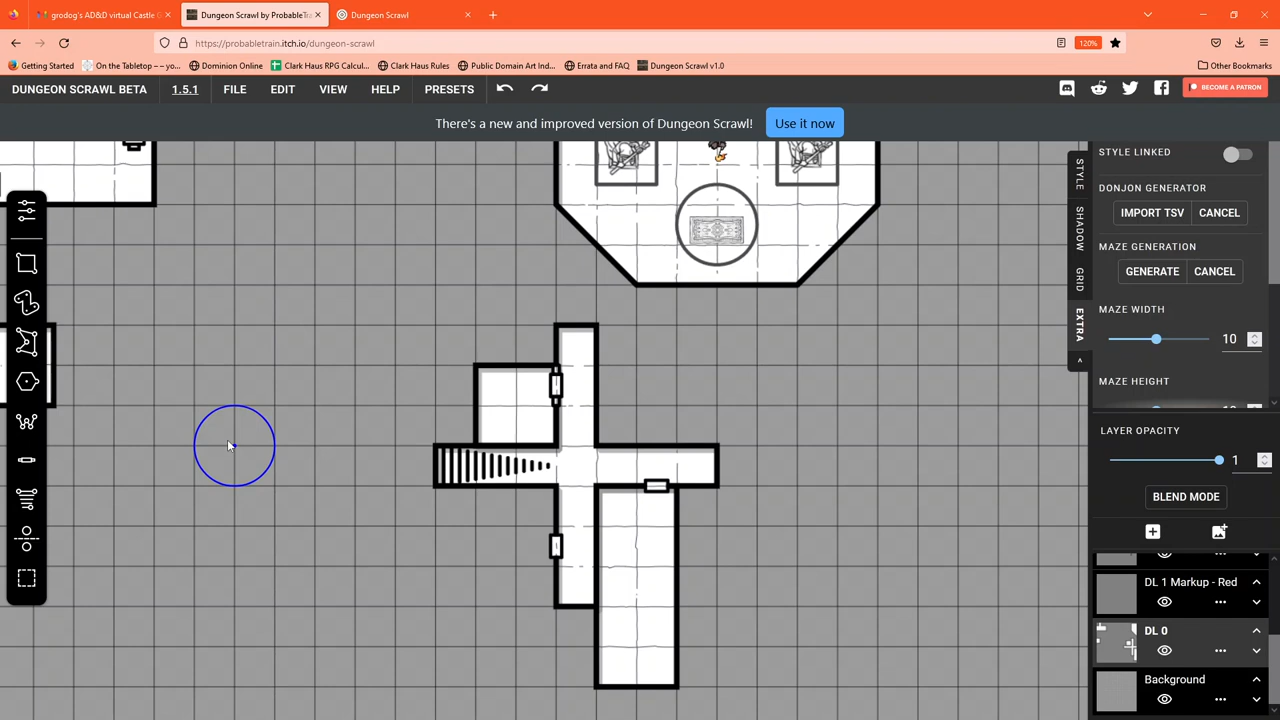 grodog's AD&D virtual Castle D
Dungeon Scrawl by ProbableTra
Dungeon Scrawl
https://probabletrain.itch.io/dungeon-scrawl
120%
Getting Started
On the Tabletop – – yo…
Dominion Online
Clark Haus RPG Calcul…
Clark Haus Rules
Public Domain Art Ind…
Errata and FAQ
Dungeon Scrawl v1.0
Other Bookmarks
DUNGEON SCRAWL BETA 1.5.1 FILE EDIT VIEW HELP PRESETS
BECOME A PATRON
There's a new and improved version of Dungeon Scrawl! Use it now
STYLE
SHADOW
GRID
EXTRA
STYLE LINKED
DONJON GENERATOR
IMPORT TSV CANCEL
MAZE GENERATION
GENERATE CANCEL
MAZE WIDTH
10
MAZE HEIGHT
LAYER OPACITY
1
BLEND MODE
DL 1 Markup - Red
DL 0
Background